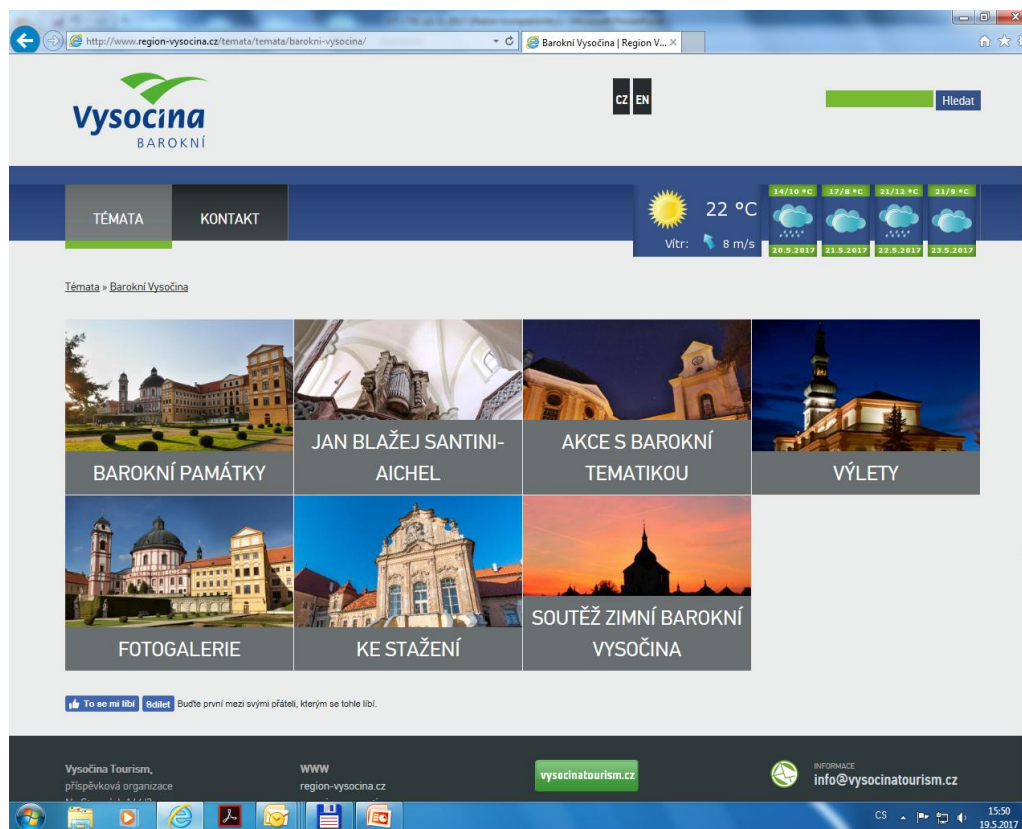 http://www.region-vysocina.cz/temata/temata/barokni-vysocina/
Barokní Vysočina | Region V...
Vysočina
BAROKNÍ
CZ EN
Hledat
TÉMATA
KONTAKT
22 °C
Vítr: 8 m/s
14/10 °C 17/8 °C 21/12 °C 21/9 °C
20.5.2017 21.5.2017 22.5.2017 23.5.2017
Témata » Barokní Vysočina
BAROKNÍ PAMÁTKY
JAN BLAŽEJ SANTINI-
AICHEL
AKCE S BAROKNÍ
TEMATIKOU
VÝLETY
FOTOGALERIE
KE STAŽENÍ
SOUTĚŽ ZIMNÍ BAROKNÍ
VYSOČINA
To se mi líbí Sdílet Buďte první mezi svými přáteli, kterým se tohle líbí.
Vysočina Tourism,
příspěvková organizace
WWW
region-vysocina.cz
vysocinatourism.cz
INFORMACE
info@vysocinatourism.cz
CS
15:50
19.5.2017